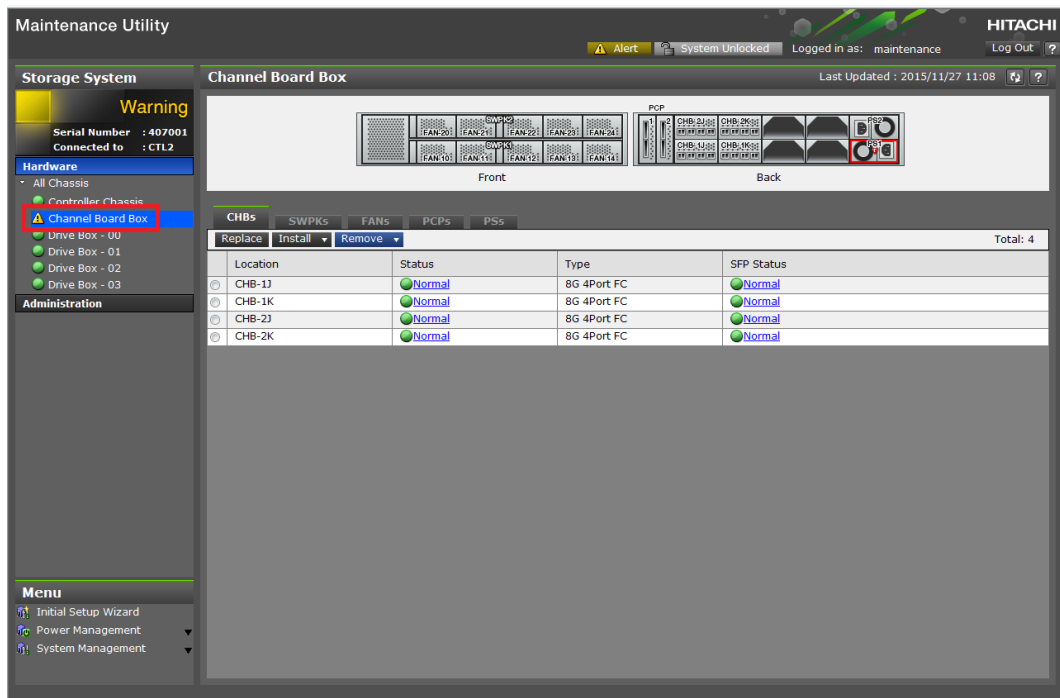 Maintenance Utility
HITACHI
Alert System Unlocked Logged in as: maintenance Log Out ?
Storage System
Warning
Serial Number : 407001
Connected to : CTL2
Hardware
All Chassis
Controller Chassis
Channel Board Box
Drive Box - 00
Drive Box - 01
Drive Box - 02
Drive Box - 03
Administration
Channel Board Box
Last Updated : 2015/11/27 11:08 ?
SWPK2
FAN-20 FAN-21 FAN-22 FAN-23 FAN-24
SWPK1
FAN-10 FAN-11 FAN-12 FAN-13 FAN-14
Front
PCP
1 2 CHB-2J CHB-2K PS2
CHB-1J CHB-1K PS1
Back
CHBs SWPKs FANs PCPs PSs
Replace Install Remove Total: 4
Location Status Type SFP Status
CHB-1J Normal 8G 4Port FC Normal
CHB-1K Normal 8G 4Port FC Normal
CHB-2J Normal 8G 4Port FC Normal
CHB-2K Normal 8G 4Port FC Normal
Menu
Initial Setup Wizard
Power Management
System Management